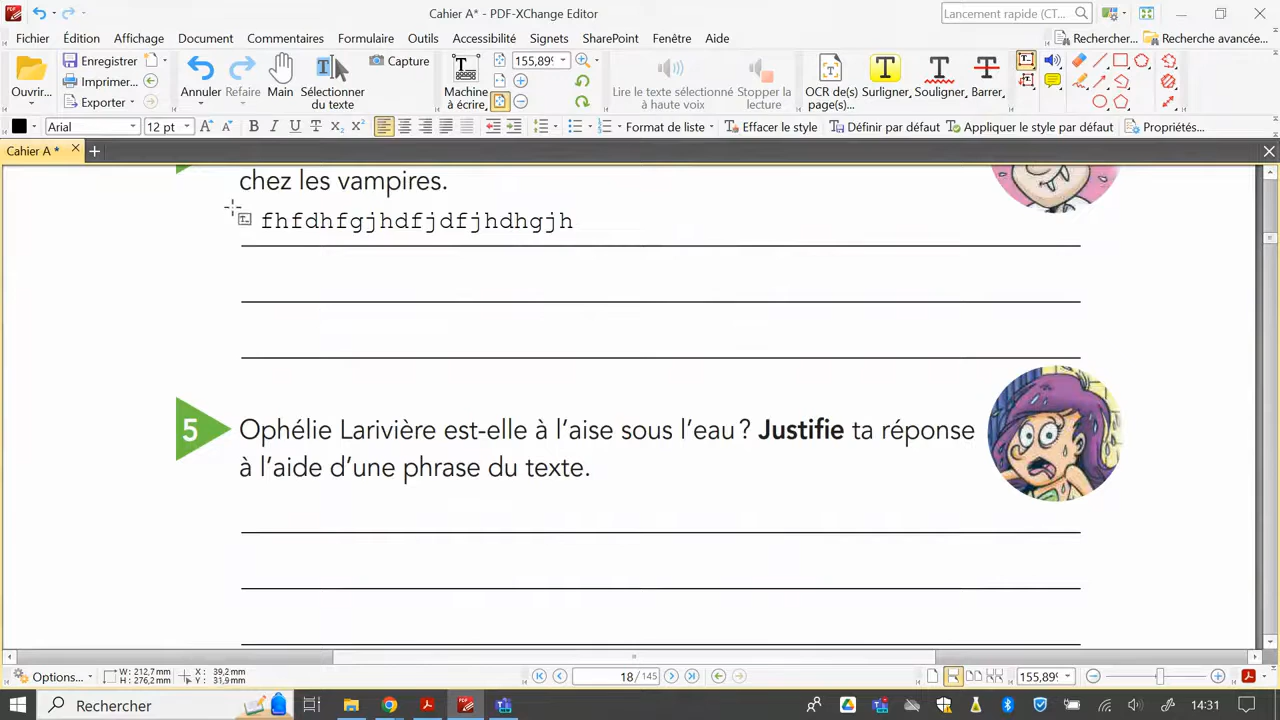 Cahier A* - PDF-XChange Editor
Lancement rapide (CT...
Fichier Édition Affichage Document Commentaires Formulaire Outils Accessibilité Signets SharePoint Fenêtre Aide Rechercher... Recherche avancée...
Ouvrir... Enregistrer Imprimer... Exporter Annuler Refaire Main Sélectionner du texte Capture Machine à écrire... 155,89% Lire le texte sélectionné à haute voix Stopper la lecture OCR de(s) page(s)... Surligner... Souligner... Barrer...
Arial 12 pt Format de liste Effacer le style Définir par défaut Appliquer le style par défaut Propriétés...
Cahier A *
chez les vampires.
fhfdhfgjhdfjdfjhdhgjh
5 Ophélie Larivière est-elle à l'aise sous l'eau ? Justifie ta réponse
à l'aide d'une phrase du texte.
Options... W: 212,7mm H: 276,2mm X: 39,2 mm Y: 31,9 mm 18 / 145 155,89%
Rechercher 14:31